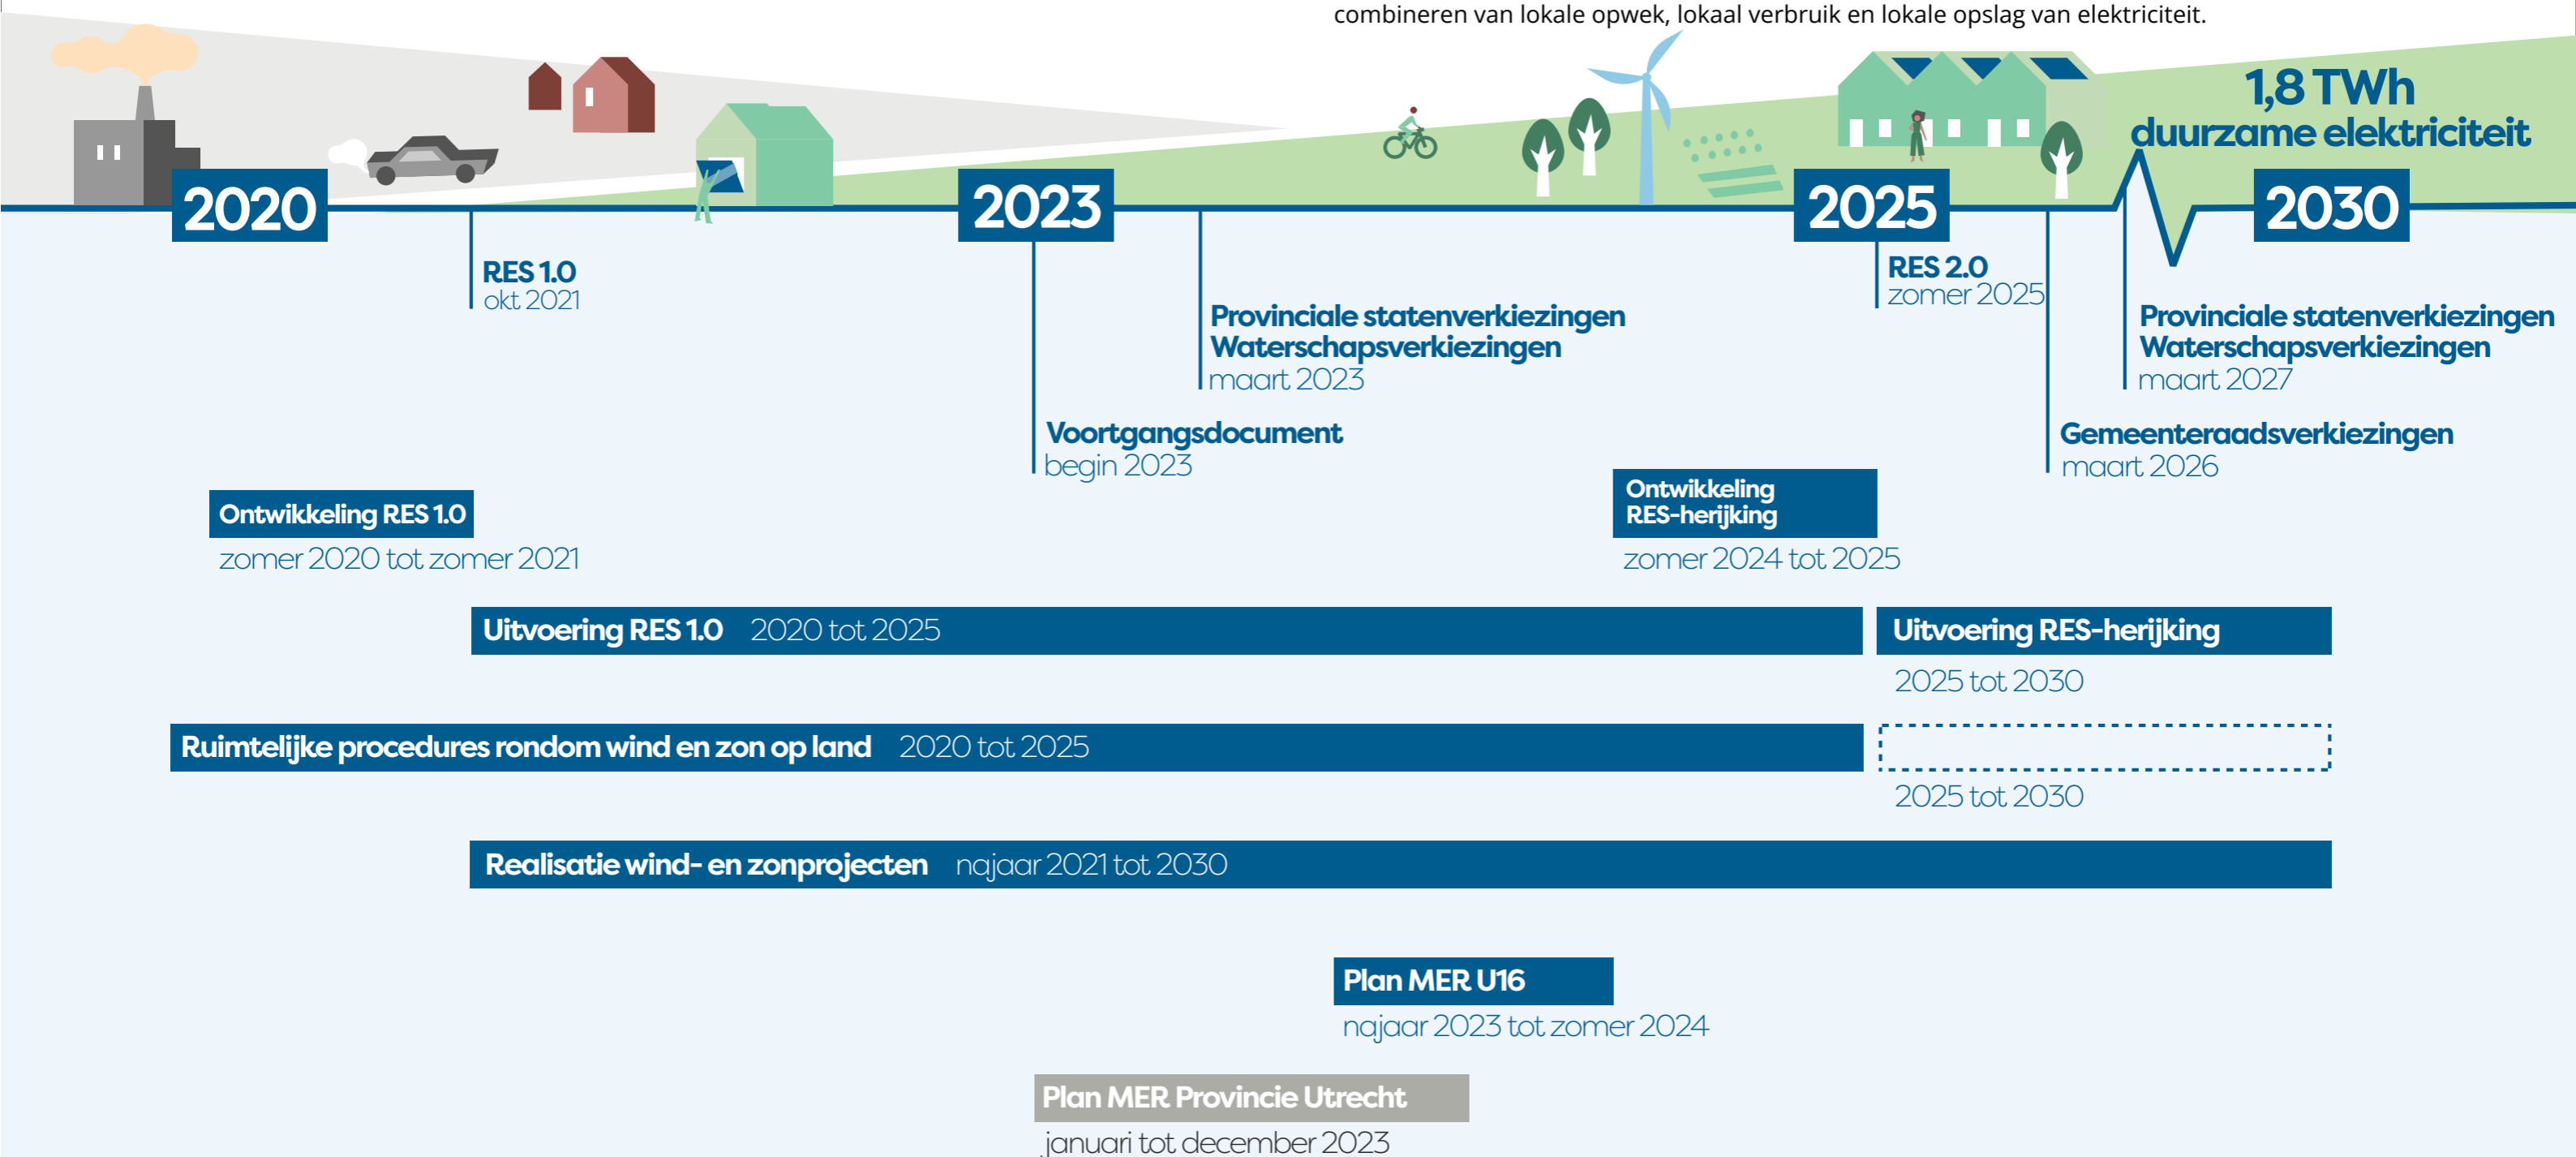 combineren van lokale opwek, lokaal verbruik en lokale opslag van elektriciteit.
1,8 TWh
duurzame elektriciteit
2020
2023
2025
2030
RES 1.0
okt 2021
RES 2.0
zomer 2025
Provinciale statenverkiezingen
Waterschapsverkiezingen
maart 2023
Provinciale statenverkiezingen
Waterschapsverkiezingen
maart 2027
Voortgangsdocument
begin 2023
Gemeenteraadsverkiezingen
maart 2026
Ontwikkeling RES 1.0
zomer 2020 tot zomer 2021
Ontwikkeling
RES-herijking
zomer 2024 tot 2025
Uitvoering RES 1.0 2020 tot 2025
Uitvoering RES-herijking
2025 tot 2030
Ruimtelijke procedures rondom wind en zon op land 2020 tot 2025
2025 tot 2030
Realisatie wind- en zonprojecten najaar 2021 tot 2030
Plan MER U16
najaar 2023 tot zomer 2024
Plan MER Provincie Utrecht
januari tot december 2023